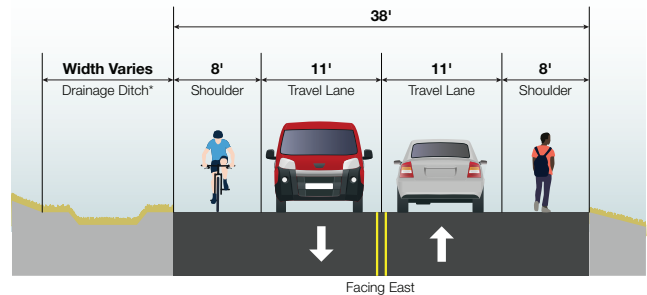 38'
Width Varies 8' 11' 11' 8'
Drainage Ditch* Shoulder Travel Lane Travel Lane Shoulder
Facing East